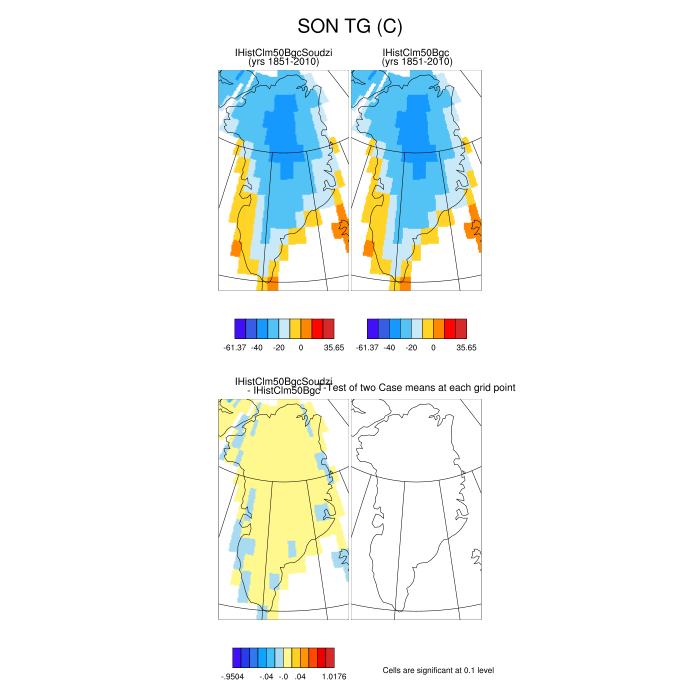 SON TG (C)
IHistClm50BgcSoudzi
(yrs 1851-2010)
IHistClm50Bgc
(yrs 1851-2010)
-61.37 -40 -20 0 35.65
-61.37 -40 -20 0 35.65
IHistClm50BgcSoudzi
- IHistClm50Bgc
T-Test of two Case means at each grid point
-.9504 -.04 -.0 .04 1.0176
Cells are significant at 0.1 level